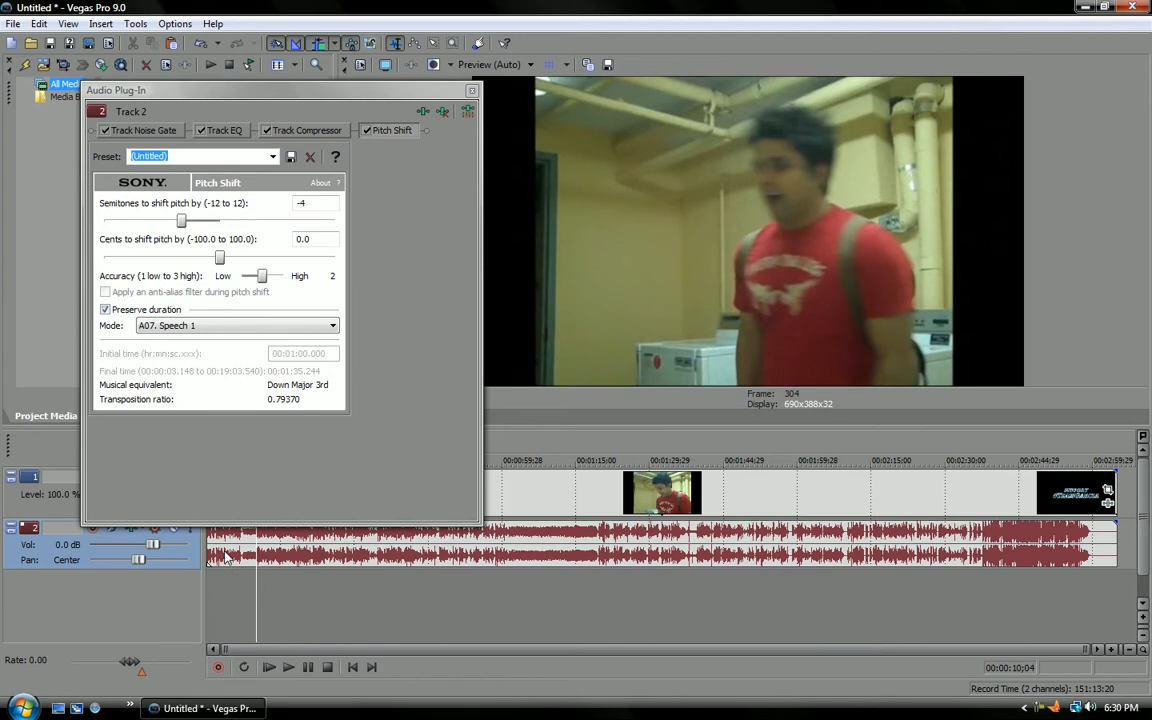 Untitled * - Vegas Pro 9.0
File Edit View Insert Tools Options Help
Preview (Auto)
All Med
Media B
Audio Plug-In
Track 2
Track Noise Gate Track EQ Track Compressor Pitch Shift
Preset: (Untitled) ?
SONY. Pitch Shift About ?
Semitones to shift pitch by (-12 to 12): -4
Cents to shift pitch by (-100.0 to 100.0): 0.0
Accuracy (1 low to 3 high): Low High 2
Apply an anti-alias filter during pitch shift
Preserve duration
Mode: A07. Speech 1
Initial time (hr:mn:sc.xxx): 00:01:00.000
Final time (00:00:03.148 to 00:19:03.540): 00:01:35.244
Musical equivalent: Down Major 3rd
Transposition ratio: 0.79370
Frame: 304
Display: 690x388x32
Project Media
00:00:59:28 00:01:15:00 00:01:29:29 00:01:44:29 00:01:59:28 00:02:15:00 00:02:30:00 00:02:44:29 00:02:59:29
1
Level: 100.0 %
2
Vol: 0.0 dB
Pan: Center
Rate: 0.00
00:00:10;04
Record Time (2 channels): 151:13:20
Untitled * - Vegas Pro 9.0... 6:30 PM